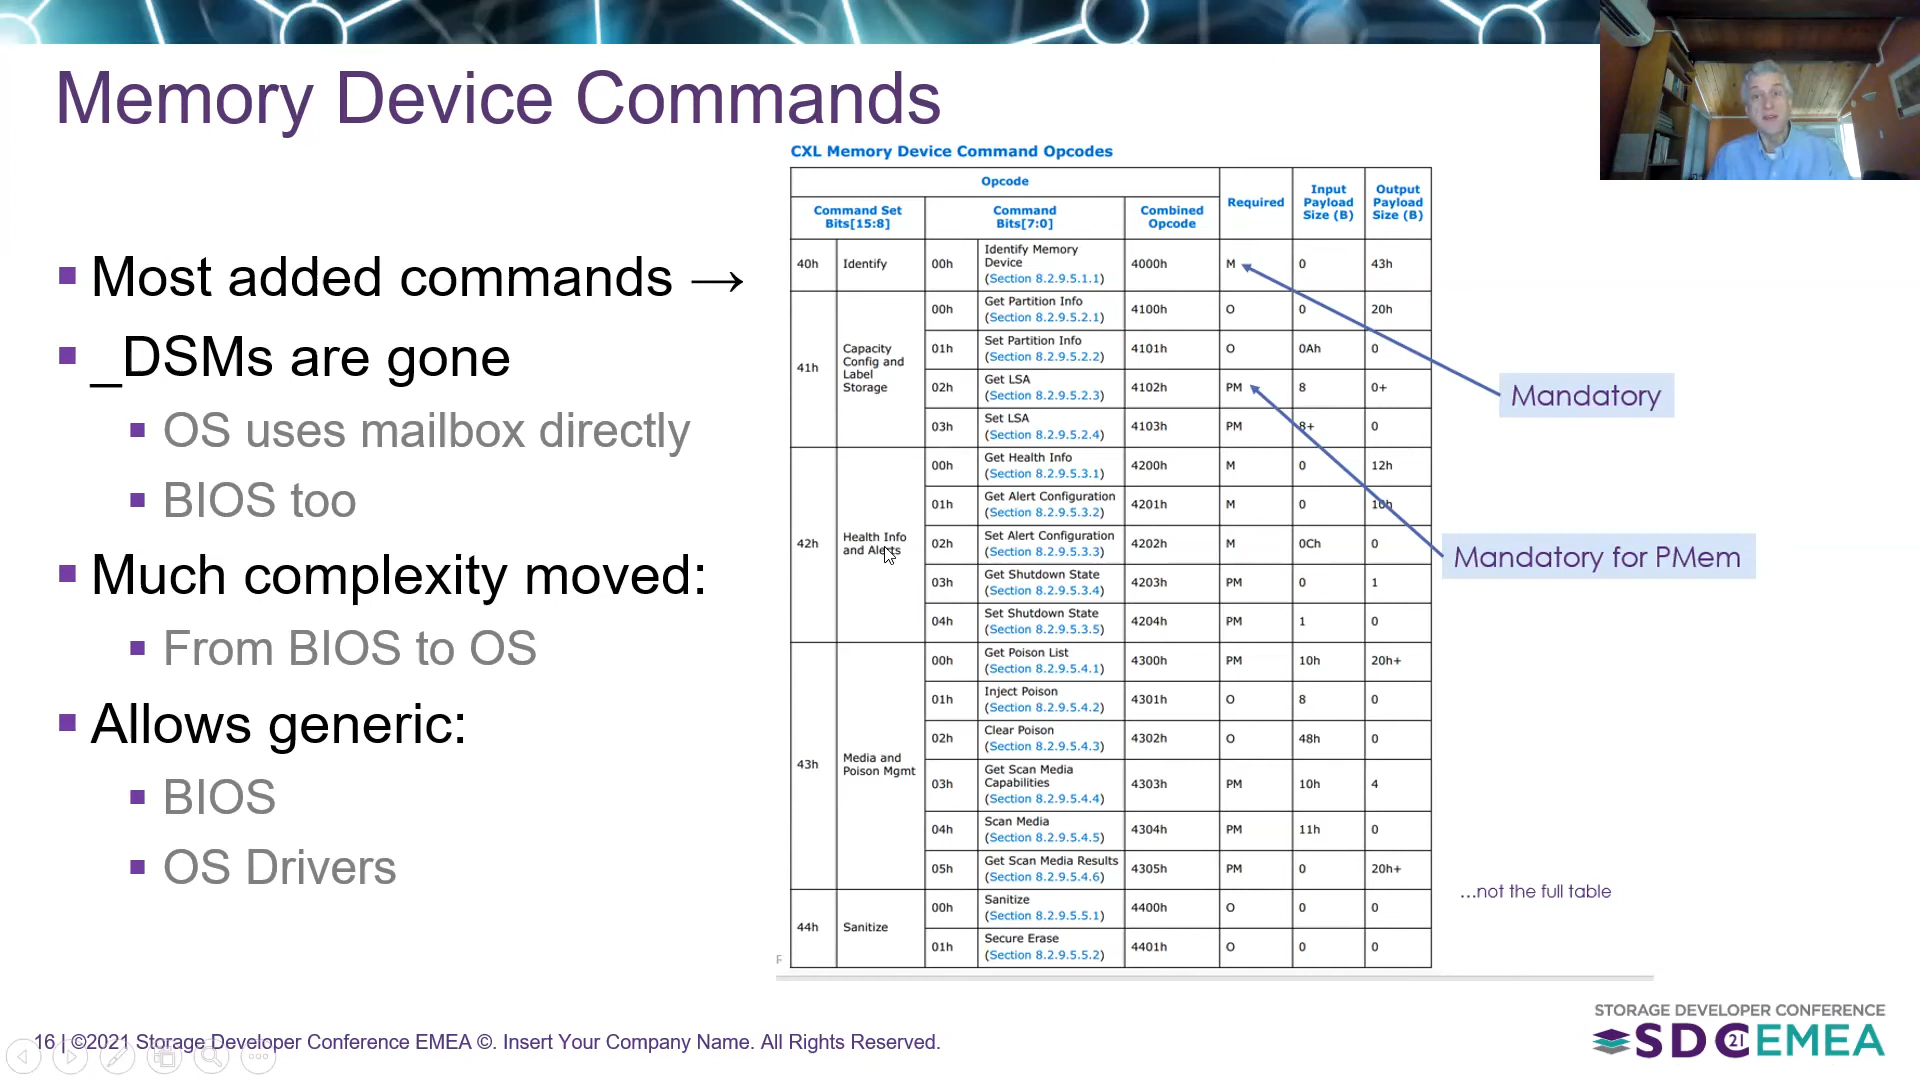 Memory Device Commands
▪ Most added commands →
▪ _DSMs are gone
▪ OS uses mailbox directly
▪ BIOS too
▪ Much complexity moved:
▪ From BIOS to OS
▪ Allows generic:
▪ BIOS
▪ OS Drivers
CXL Memory Device Command Opcodes
Opcode
Required
Input
Payload
Size (B)
Output
Payload
Size (B)
Command Set
Bits[15:8]
Command
Bits[7:0]
Combined
Opcode
40h Identify 00h Identify Memory
Device
(Section 8.2.9.5.1.1) 4000h M 0 43h
41h Capacity
Config and
Label
Storage
00h Get Partition Info
(Section 8.2.9.5.2.1) 4100h O 0 20h
01h Set Partition Info
(Section 8.2.9.5.2.2) 4101h O 0Ah 0
02h Get LSA
(Section 8.2.9.5.2.3) 4102h PM 8 0+
03h Set LSA
(Section 8.2.9.5.2.4) 4103h PM 8+ 0
42h Health Info
and Alerts
00h Get Health Info
(Section 8.2.9.5.3.1) 4200h M 0 12h
01h Get Alert Configuration
(Section 8.2.9.5.3.2) 4201h M 0 10h
02h Set Alert Configuration
(Section 8.2.9.5.3.3) 4202h M 0Ch 0
03h Get Shutdown State
(Section 8.2.9.5.3.4) 4203h PM 0 1
04h Set Shutdown State
(Section 8.2.9.5.3.5) 4204h PM 1 0
43h Media and
Poison Mgmt
00h Get Poison List
(Section 8.2.9.5.4.1) 4300h PM 10h 20h+
01h Inject Poison
(Section 8.2.9.5.4.2) 4301h O 8 0
02h Clear Poison
(Section 8.2.9.5.4.3) 4302h O 48h 0
03h Get Scan Media
Capabilities
(Section 8.2.9.5.4.4) 4303h PM 10h 4
04h Scan Media
(Section 8.2.9.5.4.5) 4304h PM 11h 0
05h Get Scan Media Results
(Section 8.2.9.5.4.6) 4305h PM 0 20h+
44h Sanitize
00h Sanitize
(Section 8.2.9.5.5.1) 4400h O 0 0
01h Secure Erase
(Section 8.2.9.5.5.2) 4401h O 0 0
Mandatory
Mandatory for PMem
...not the full table
16 | ©2021 Storage Developer Conference EMEA ©. Insert Your Company Name. All Rights Reserved.
STORAGE DEVELOPER CONFERENCE
SDC 21 EMEA